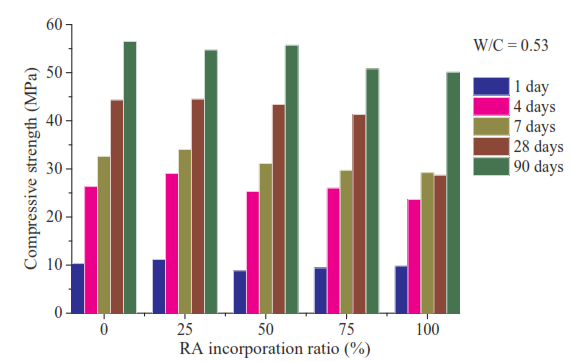 60
50
40
30
20
10
0
Compressive strength (MPa)
0 25 50 75 100
RA incorporation ratio (%)
W/C = 0.53
1 day
4 days
7 days
28 days
90 days